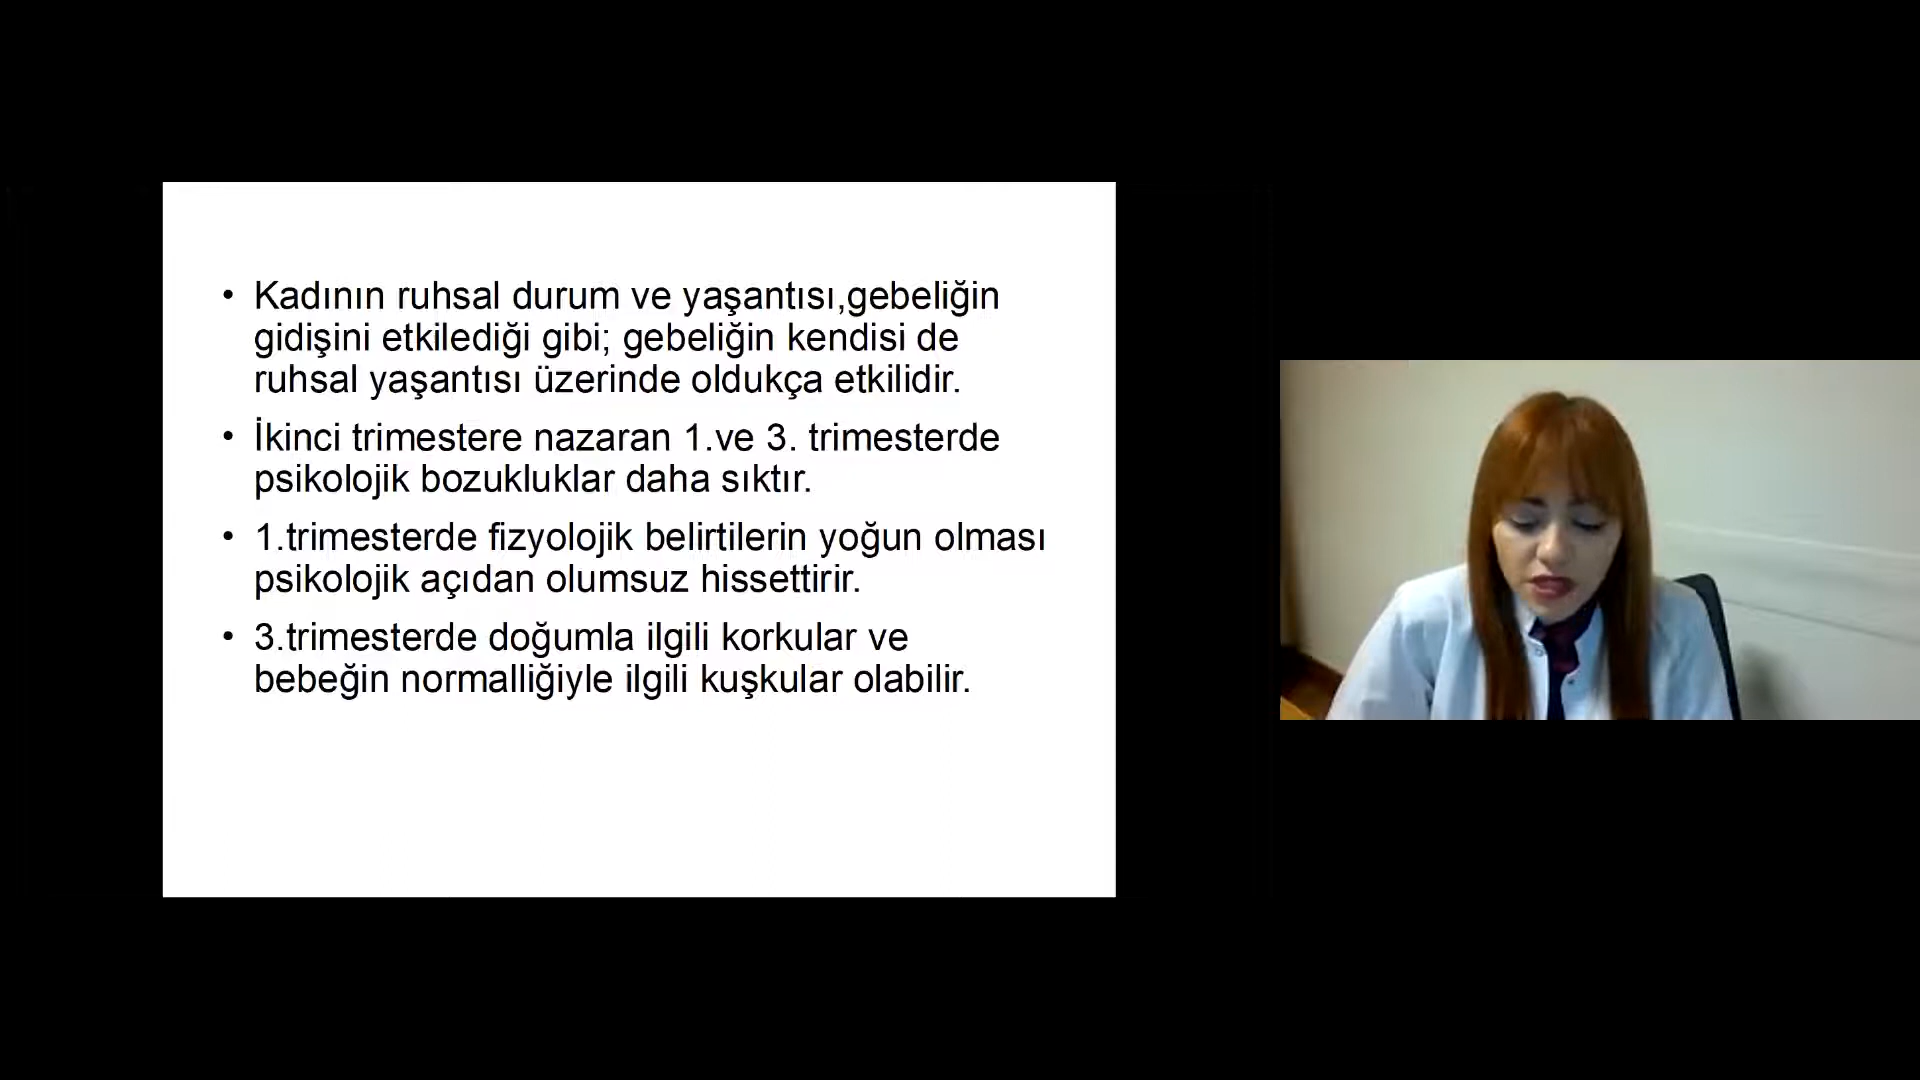 • Kadının ruhsal durum ve yaşantısı,gebeliğin
gidişini etkilediği gibi; gebeliğin kendisi de
ruhsal yaşantısı üzerinde oldukça etkilidir.
• İkinci trimestere nazaran 1.ve 3. trimesterde
psikolojik bozukluklar daha sıktır.
• 1.trimesterde fizyolojik belirtilerin yoğun olması
psikolojik açıdan olumsuz hissettirir.
• 3.trimesterde doğumla ilgili korkular ve
bebeğin normalliğiyle ilgili kuşkular olabilir.